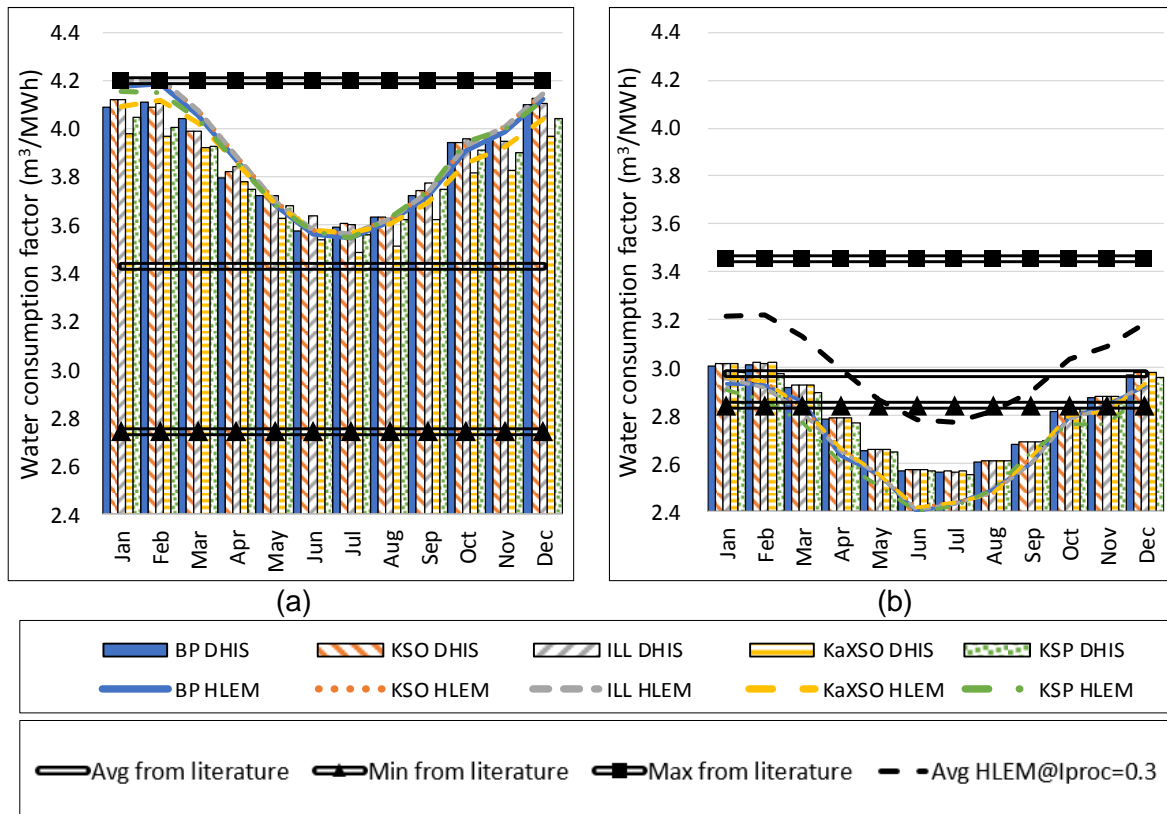 Water consumption factor (m³/MWh)
4.4
4.2
4.0
3.8
3.6
3.4
3.2
3.0
2.8
2.6
2.4
Jan
Feb
Mar
Apr
May
Jun
Jul
Aug
Sep
Oct
Nov
Dec
(a)
Water consumption factor (m³/MWh)
4.4
4.2
4.0
3.8
3.6
3.4
3.2
3.0
2.8
2.6
2.4
Jan
Feb
Mar
Apr
May
Jun
Jul
Aug
Sep
Oct
Nov
Dec
(b)
BP DHIS KSO DHIS ILL DHIS KaXSO DHIS KSP DHIS
BP HLEM KSO HLEM ILL HLEM KaXSO HLEM KSP HLEM
Avg from literature Min from literature Max from literature Avg HLEM@Iproc=0.3